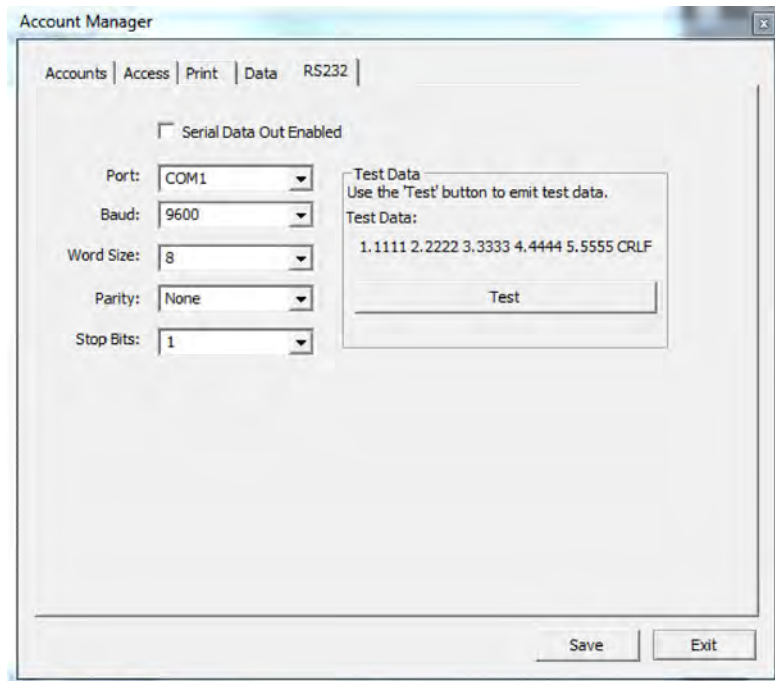 Account Manager
x
Accounts Access Print Data RS232
Serial Data Out Enabled
Port: COM1
Baud: 9600
Word Size: 8
Parity: None
Stop Bits: 1
Test Data
Use the 'Test' button to emit test data.
Test Data:
1.1111 2.2222 3.3333 4.4444 5.5555 CRLF
Test
Save Exit